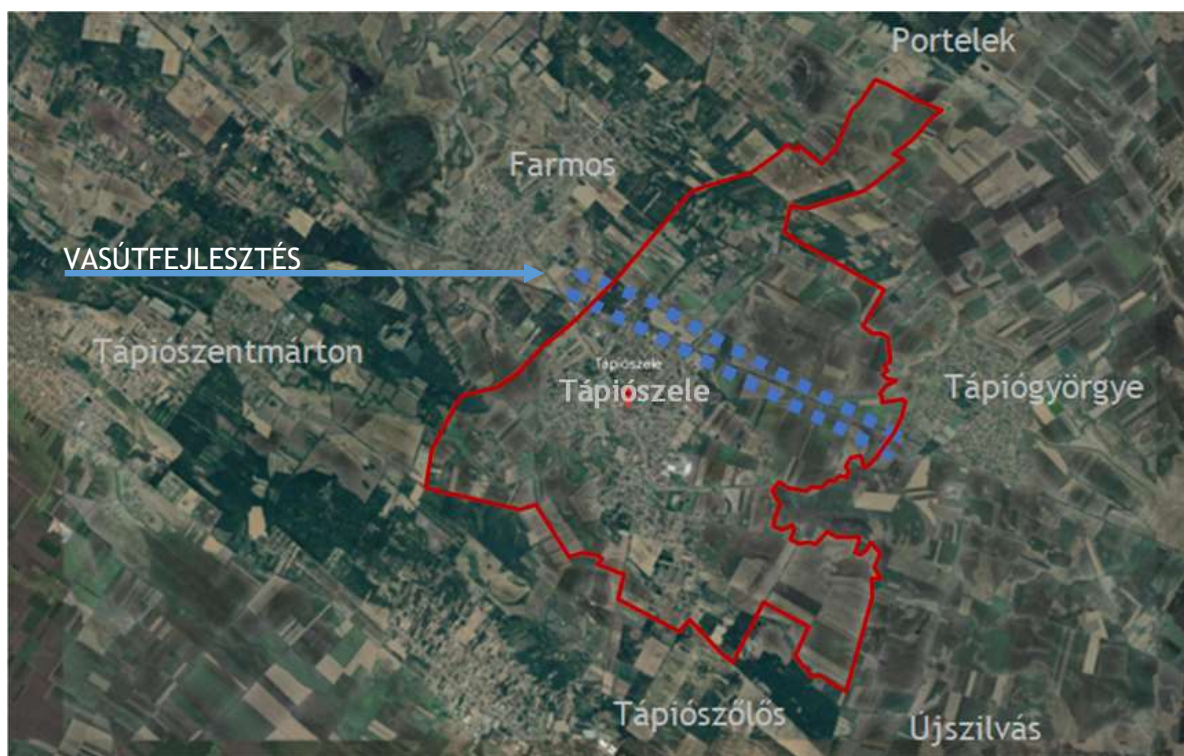 Portelek
Farmos
VASÚTFEJLESZTÉS
Tápiószentmárton
Tápiószele
Tápiószele
Tápiógyörgye
Tápiószőlős
Újszilvás